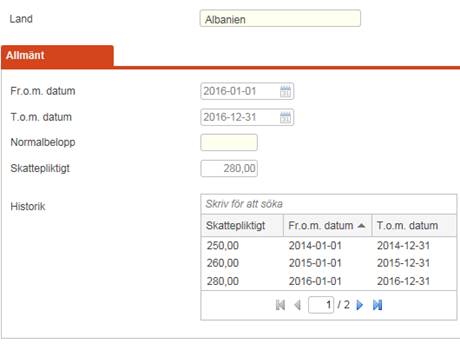 Land Albanien
Allmänt
Fr.o.m. datum 2016-01-01
T.o.m. datum 2016-12-31
Normalbelopp
Skattepliktigt 280,00
Historik Skriv för att söka
Skattepliktigt Fr.o.m. datum T.o.m. datum
250,00 2014-01-01 2014-12-31
260,00 2015-01-01 2015-12-31
280,00 2016-01-01 2016-12-31
1 / 2